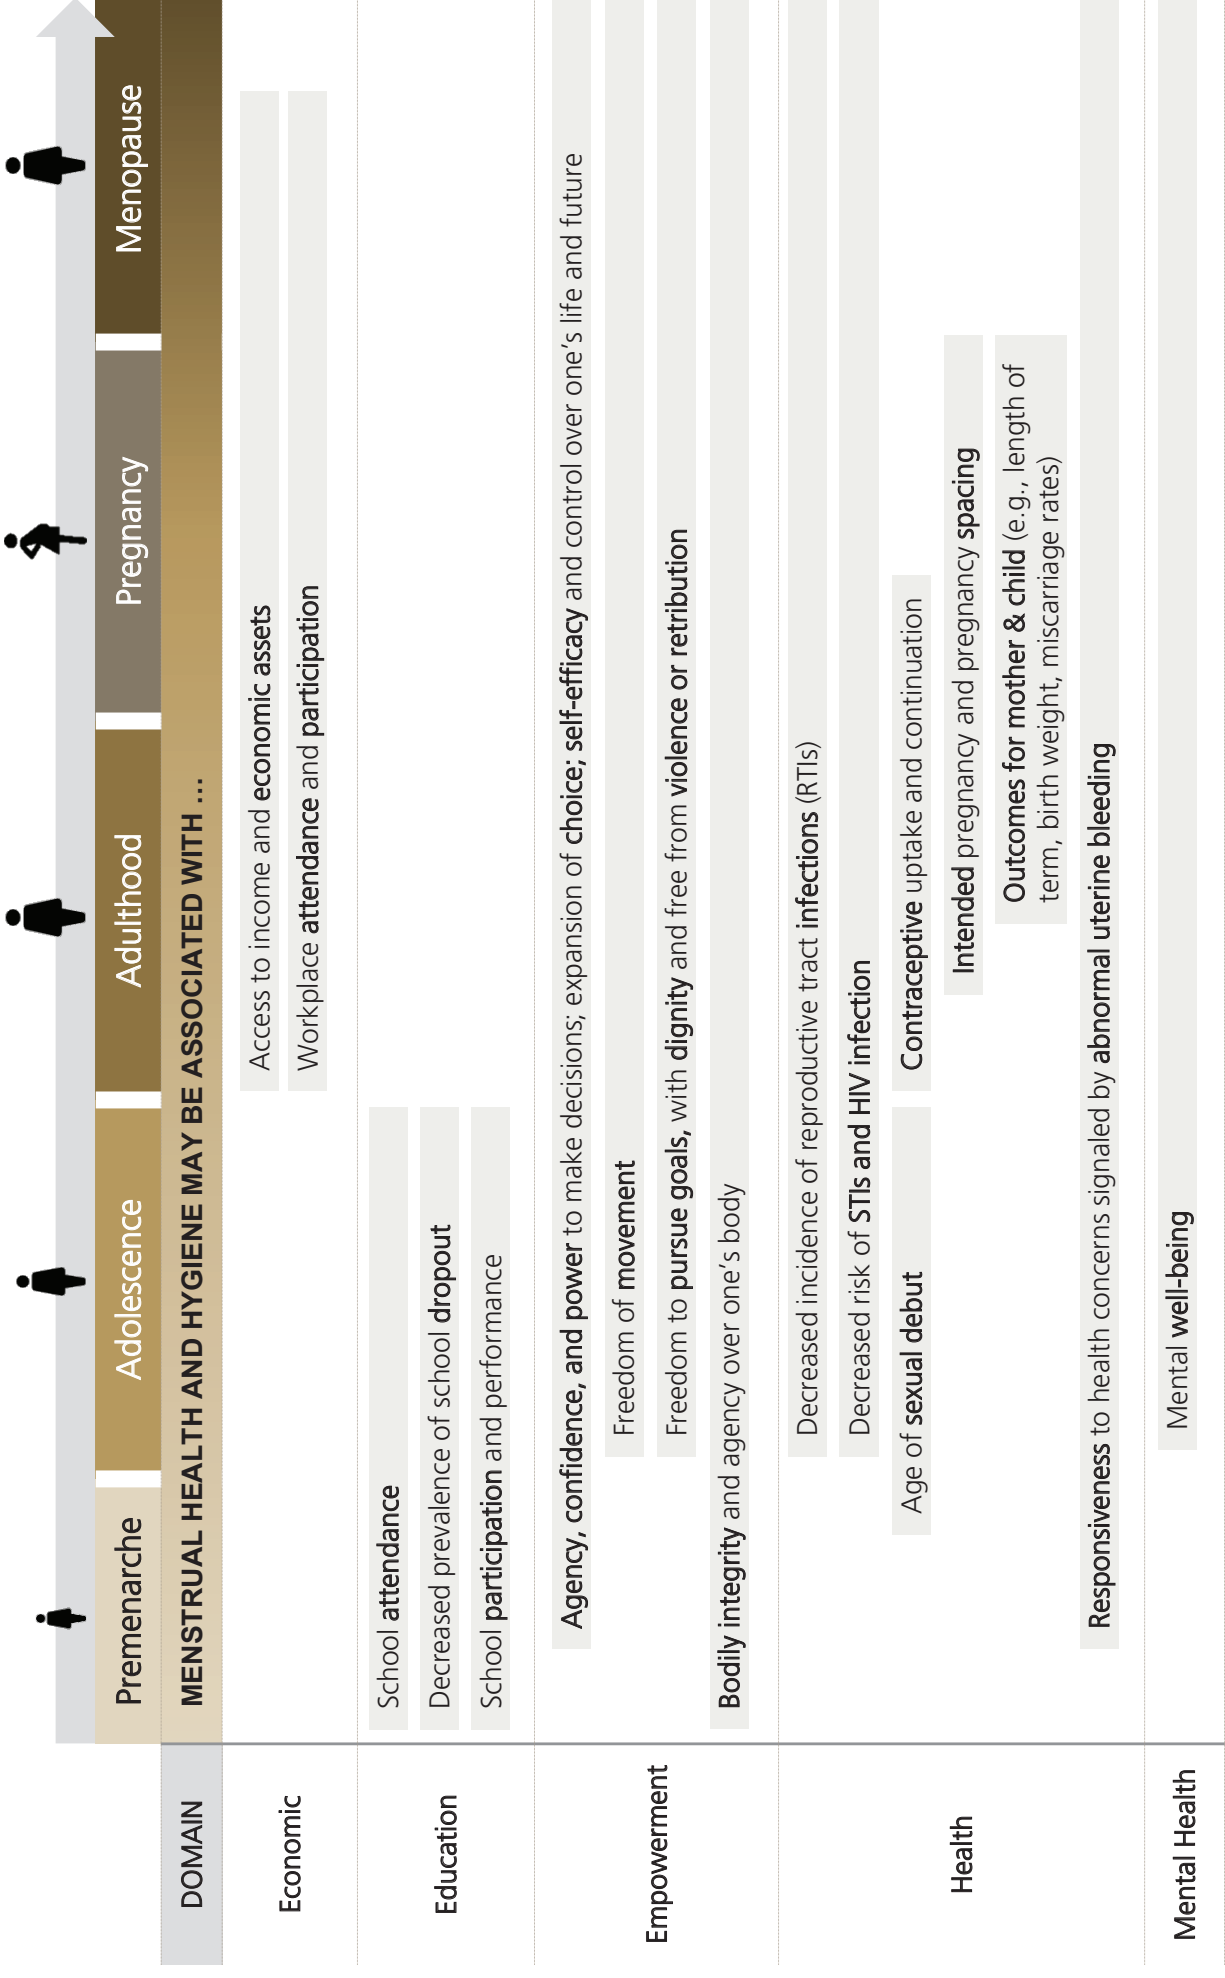 Premenarche
Adolescence
Adulthood
Pregnancy
Menopause
DOMAIN
MENSTRUAL HEALTH AND HYGIENE MAY BE ASSOCIATED WITH ...
Economic
Access to income and economic assets
Workplace attendance and participation
Education
School attendance
Decreased prevalence of school dropout
School participation and performance
Empowerment
Agency, confidence, and power to make decisions; expansion of choice; self-efficacy and control over one's life and future
Freedom of movement
Freedom to pursue goals, with dignity and free from violence or retribution
Bodily integrity and agency over one's body
Health
Decreased incidence of reproductive tract infections (RTIs)
Decreased risk of STIs and HIV infection
Age of sexual debut
Contraceptive uptake and continuation
Intended pregnancy and pregnancy spacing
Outcomes for mother & child (e.g., length of
term, birth weight, miscarriage rates)
Responsiveness to health concerns signaled by abnormal uterine bleeding
Mental Health
Mental well-being